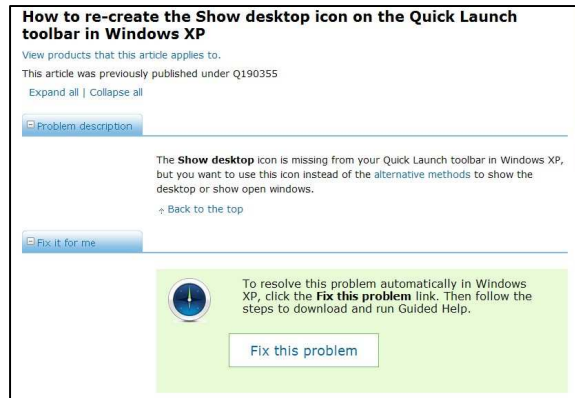 How to re-create the Show desktop icon on the Quick Launch
toolbar in Windows XP
View products that this article applies to.
This article was previously published under Q190355
Expand all | Collapse all
Problem description
The Show desktop icon is missing from your Quick Launch toolbar in Windows XP,
but you want to use this icon instead of the alternative methods to show the
desktop or show open windows.
Back to the top
Fix it for me
To resolve this problem automatically in Windows
XP, click the Fix this problem link. Then follow the
steps to download and run Guided Help.
Fix this problem